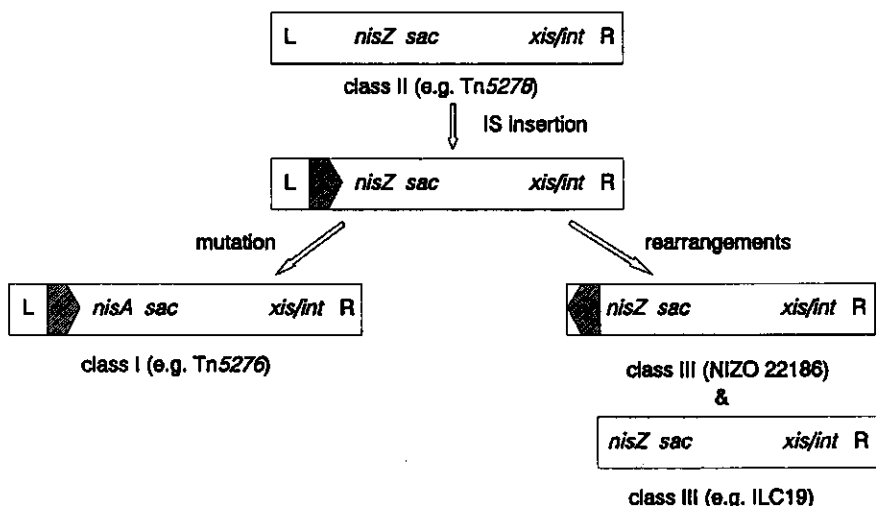 L nisZ sac xis/int R
class II (e.g. Tn5278)
IS insertion
L nisZ sac xis/int R
mutation rearrangements
L nisA sac xis/int R
nisZ sac xis/int R
class I (e.g. Tn5276)
class III (NIZO 22186)
&
nisZ sac xis/int R
class III (e.g. ILC19)